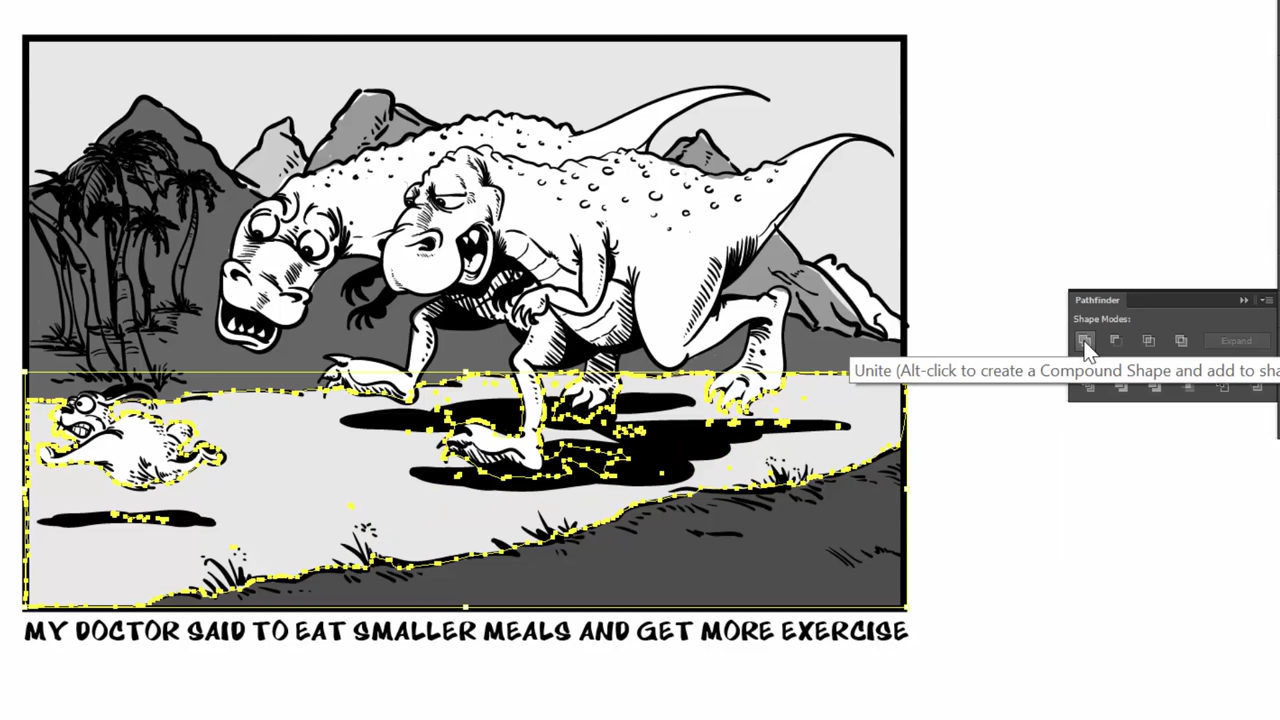 Pathfinder
Shape Modes:
Expand
Unite (Alt-click to create a Compound Shape and add to sha
MY DOCTOR SAID TO EAT SMALLER MEALS AND GET MORE EXERCISE